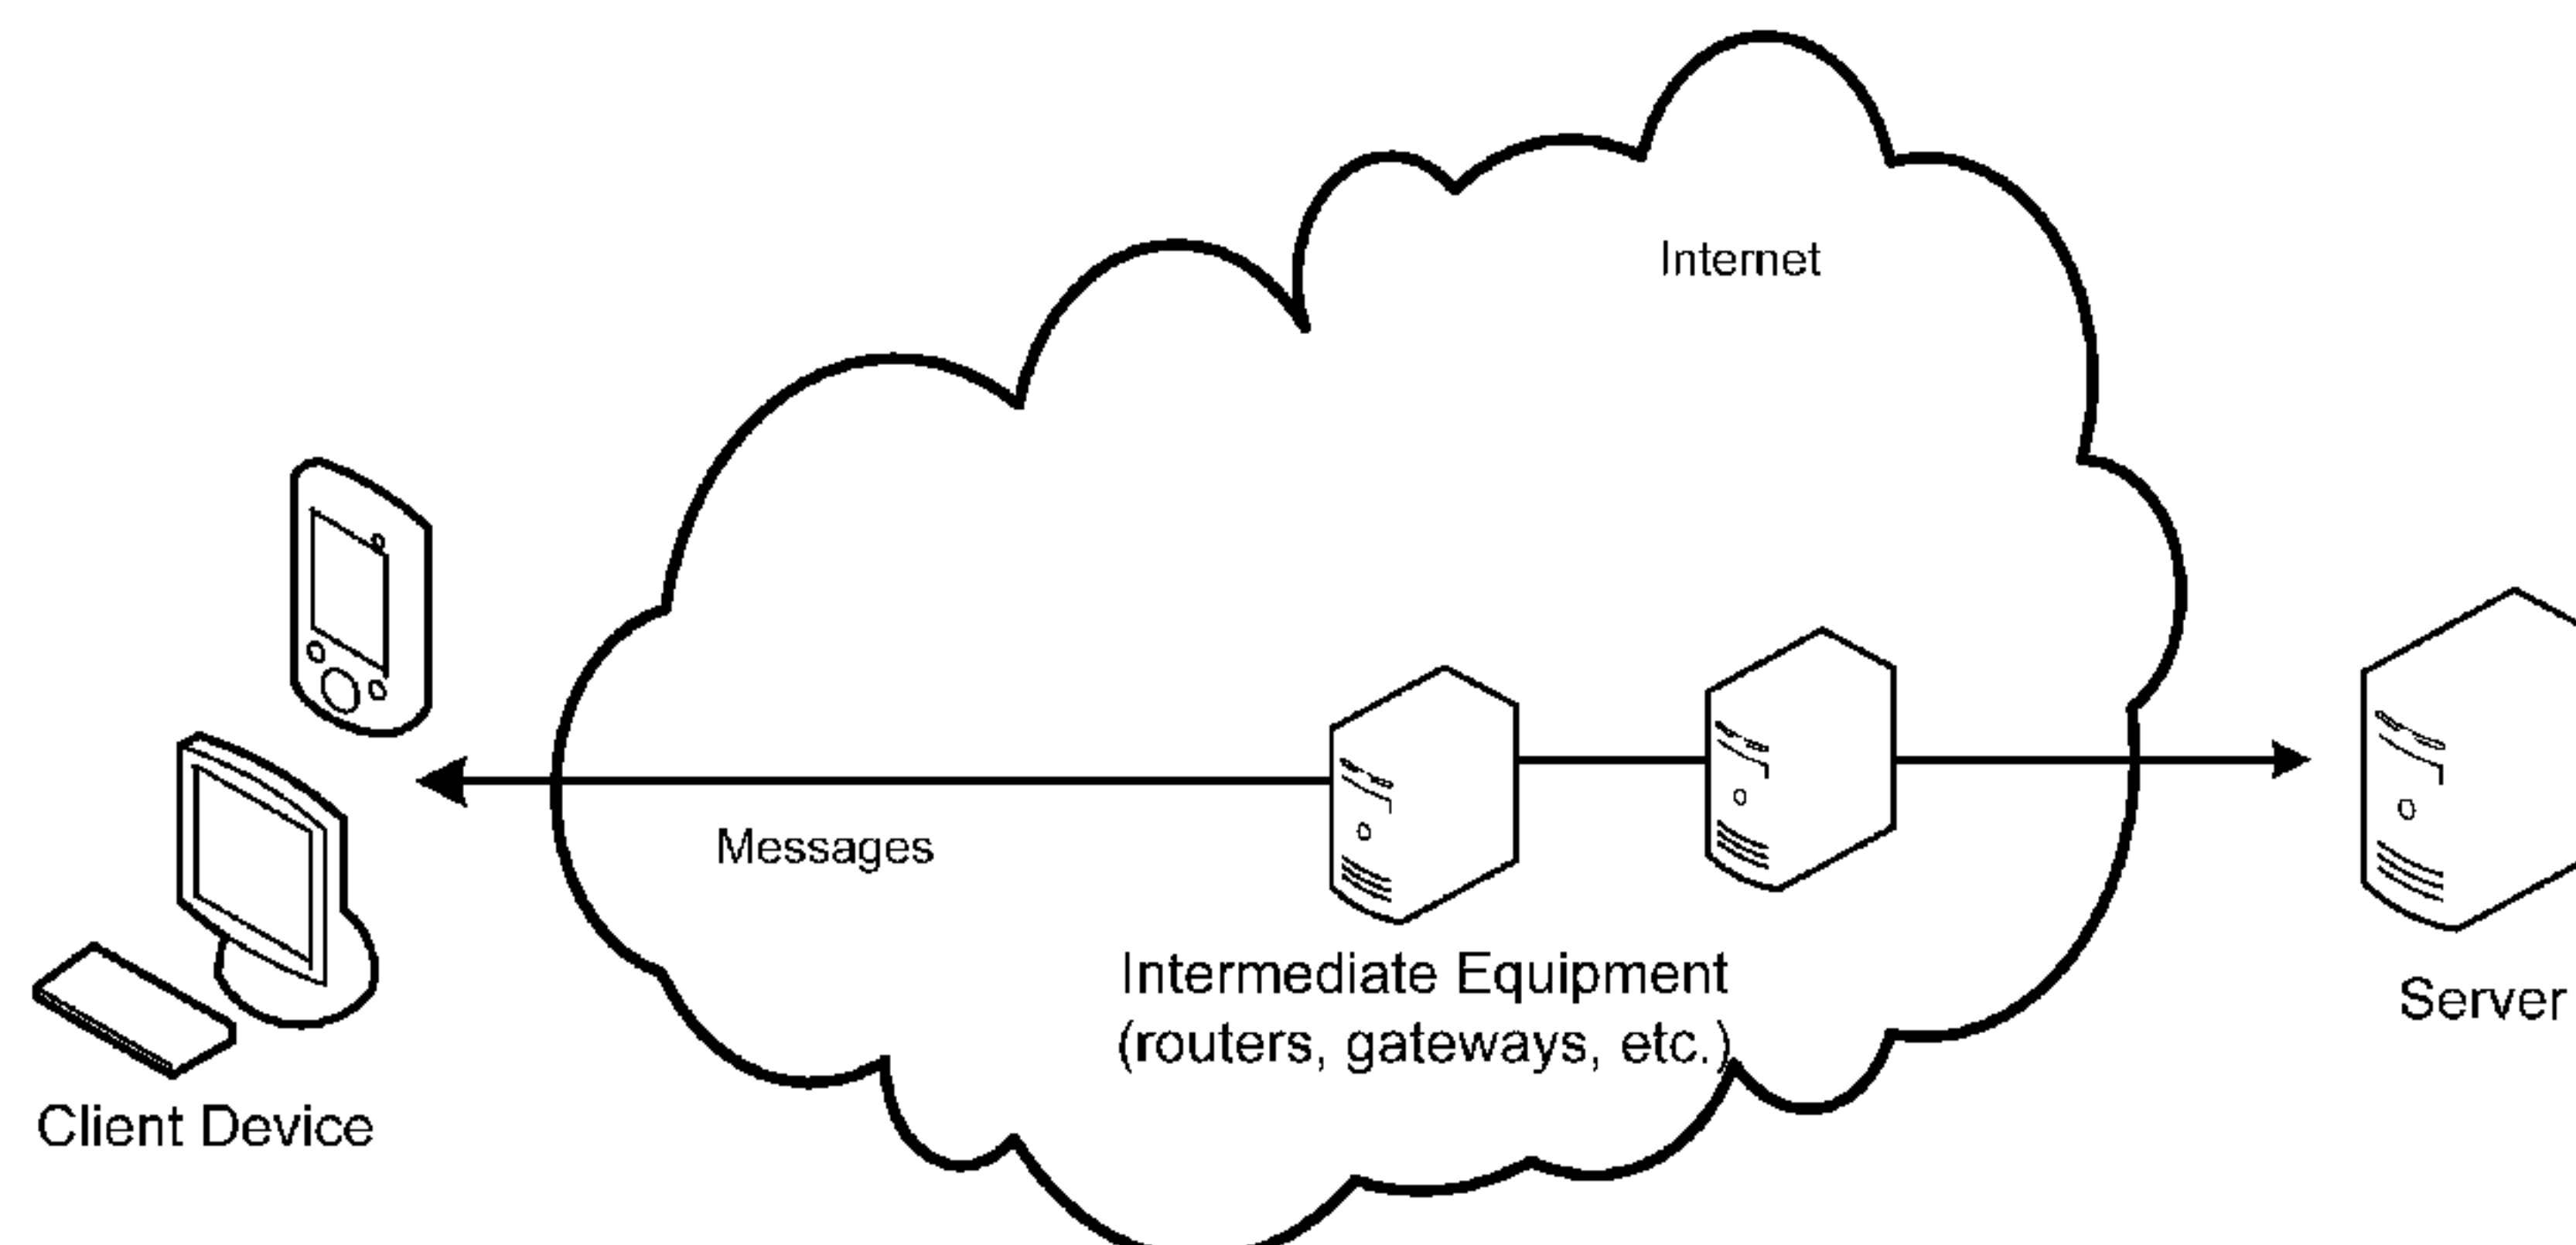 Internet
Messages
Intermediate Equipment
(routers, gateways, etc.)
Server
Client Device